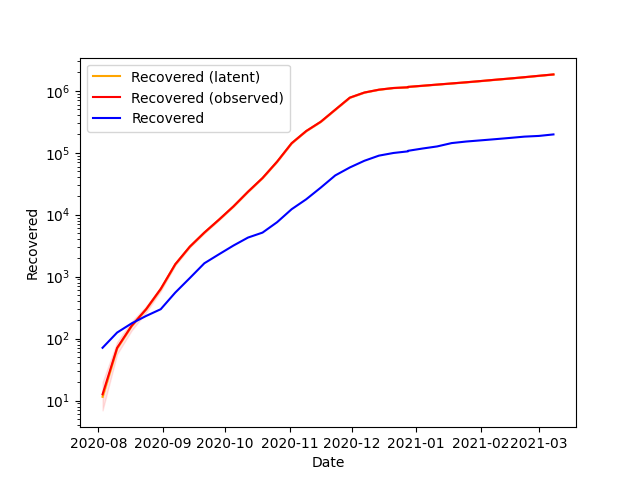 Recovered (latent)
Recovered (observed)
Recovered
10^6
10^5
10^4
10^3
10^2
10^1
Recovered
2020-08 2020-09 2020-10 2020-11 2020-12 2021-01 2021-02 2021-03
Date